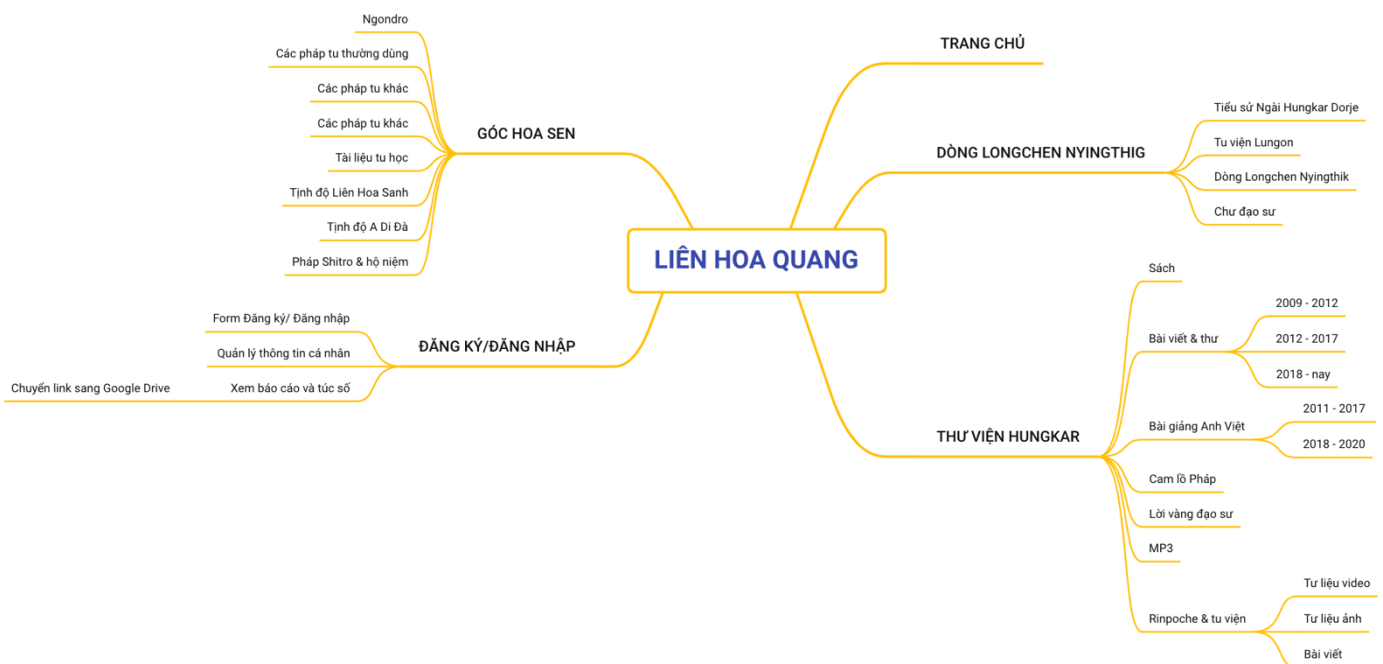 LIÊN HOA QUANG
TRANG CHỦ
DÒNG LONGCHEN NYINGTHIG
Tiểu sử Ngài Hungkar Dorje
Tu viện Lungon
Dòng Longchen Nyingthik
Chư đạo sư
THƯ VIỆN HUNGKAR
Sách
Bài viết & thư
2009 - 2012
2012 - 2017
2018 - nay
Bài giảng Anh Việt
2011 - 2017
2018 - 2020
Cam lồ Pháp
Lời vàng đạo sư
MP3
Rinpoche & tu viện
Tư liệu video
Tư liệu ảnh
Bài viết
GÓC HOA SEN
Ngondro
Các pháp tu thường dùng
Các pháp tu khác
Các pháp tu khác
Tài liệu tu học
Tịnh độ Liên Hoa Sanh
Tịnh độ A Di Đà
Pháp Shitro & hộ niệm
ĐĂNG KÝ/ĐĂNG NHẬP
Form Đăng ký/ Đăng nhập
Quản lý thông tin cá nhân
Xem báo cáo và túc số
Chuyển link sang Google Drive